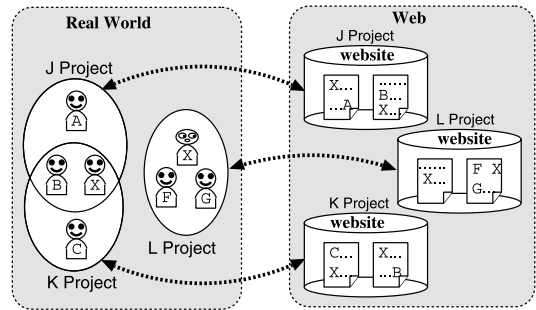 Real World
J Project
A
B X
C
K Project
X
F G
L Project
Web
J Project
website
X...
...A
......
B...
X...
L Project
website
......
X...
F X
G...
K Project
website
C...
X...
X...
...B